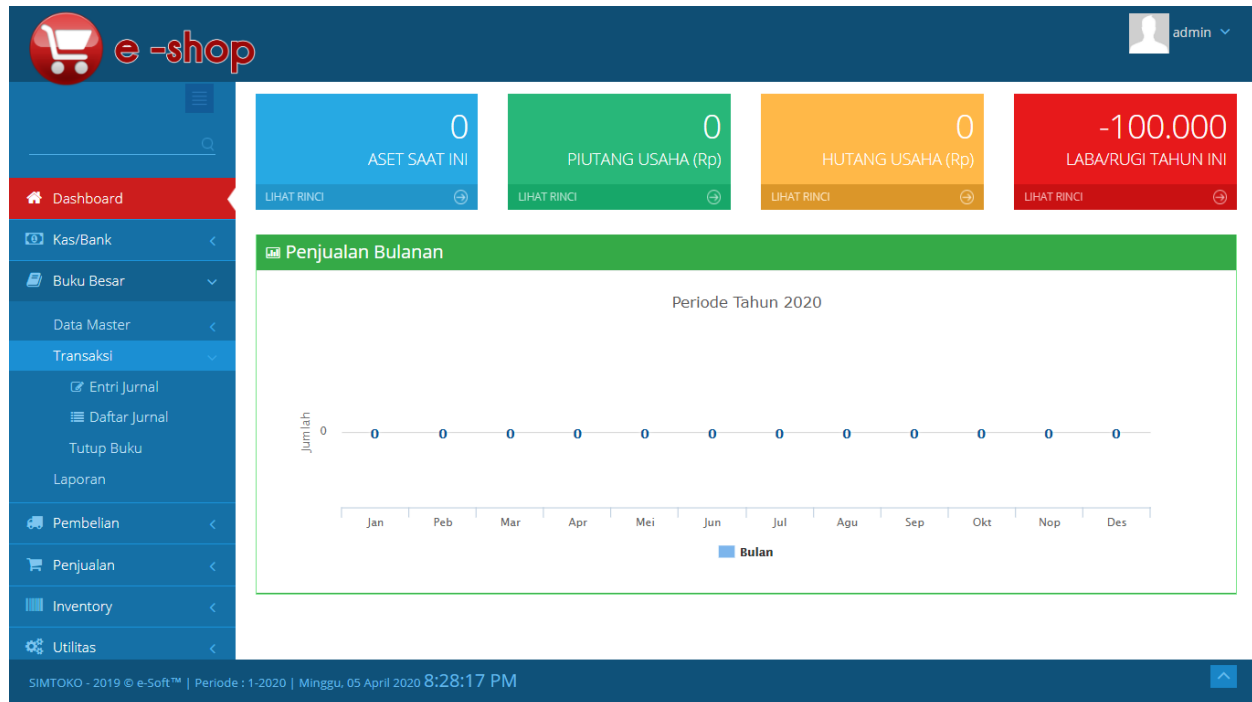 e -shop
admin
0
ASET SAAT INI
LIHAT RINCI
0
PIUTANG USAHA (Rp)
LIHAT RINCI
0
HUTANG USAHA (Rp)
LIHAT RINCI
-100.000
LABA/RUGI TAHUN INI
LIHAT RINCI
Dashboard
Kas/Bank
Buku Besar
Data Master
Transaksi
Entri Jurnal
Daftar Jurnal
Tutup Buku
Laporan
Pembelian
Penjualan
Inventory
Utilitas
Penjualan Bulanan
Periode Tahun 2020
Jumlah
0
0 0 0 0 0 0 0 0 0 0 0 0
Jan Peb Mar Apr Mei Jun Jul Agu Sep Okt Nop Des
Bulan
SIMTOKO - 2019 © e-Soft™ | Periode : 1-2020 | Minggu, 05 April 2020 8:28:17 PM